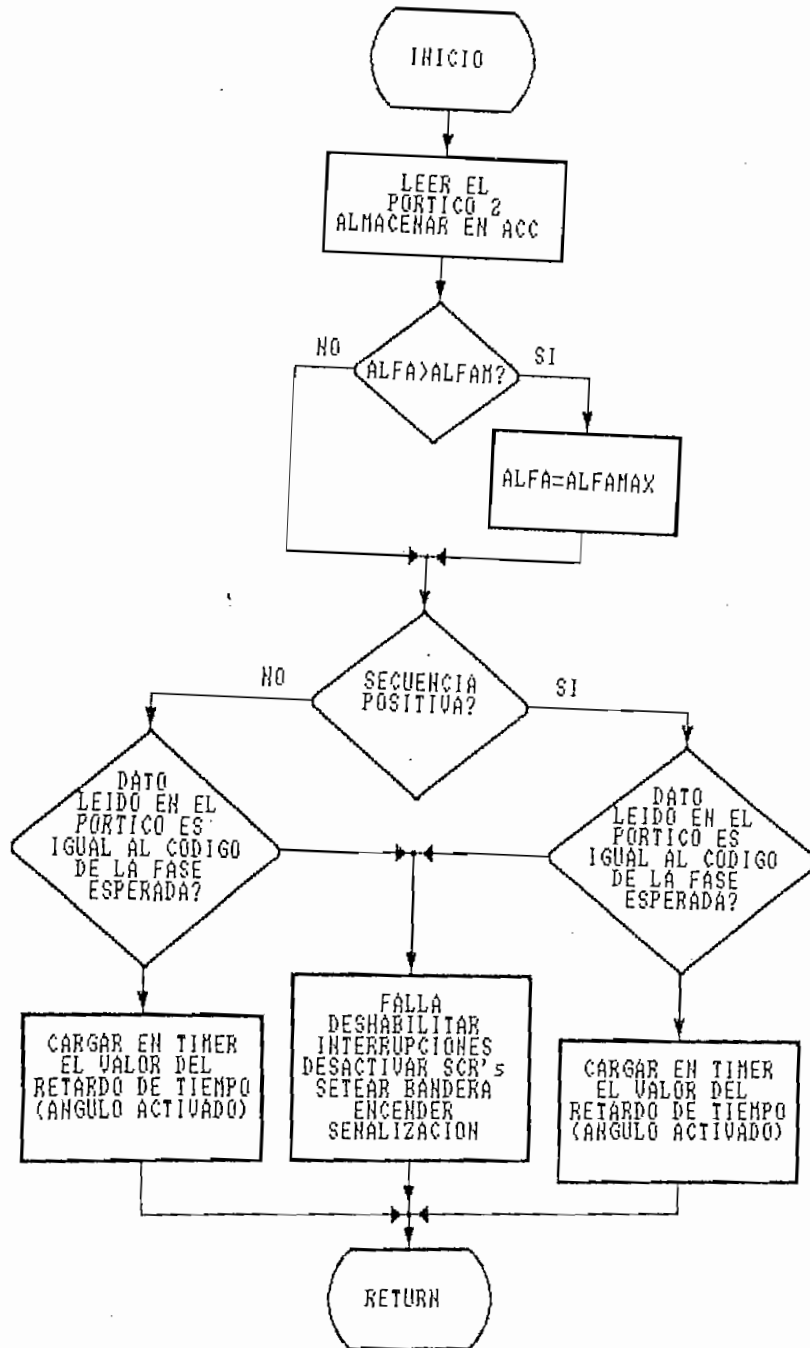 INICIO
LEER EL
PORTICO 2
ALMACENAR EN ACC
NO
ALFA>ALFAM?
SI
ALFA=ALFAMAX
NO
SECUENCIA
POSITIVA?
SI
DATO
LEIDO EN EL
PORTICO ES
IGUAL AL CODIGO
DE LA FASE
ESPERADA?
DATO
LEIDO EN EL
PORTICO ES
IGUAL AL CODIGO
DE LA FASE
ESPERADA?
CARGAR EN TIMER
EL VALOR DEL
RETARDO DE TIEMPO
(ANGULO ACTIVADO)
FALLA
DESHABILITAR
INTERRUPCIONES
DESACTIVAR SCR's
SETEAR BANDERA
ENCENDER
SENALIZACION
CARGAR EN TIMER
EL VALOR DEL
RETARDO DE TIEMPO
(ANGULO ACTIVADO)
RETURN